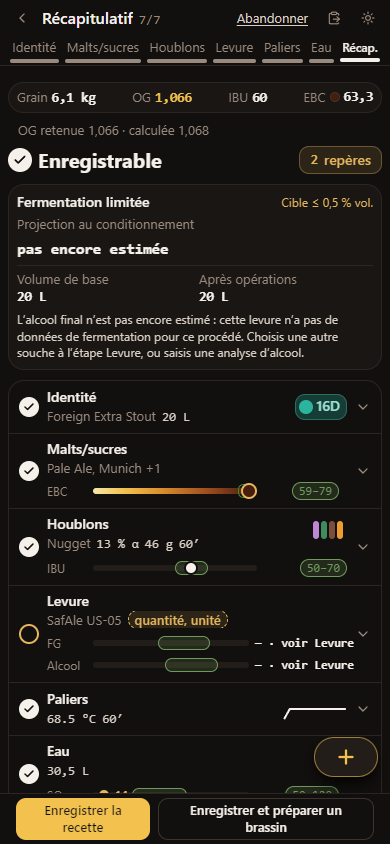 Récapitulatif 7/7 Abandonner
Identité Malts/sucres Houblons Levure Paliers Eau Récap.
Grain 6,1 kg OG 1,066 IBU 60 EBC 63,3
OG retenue 1,066 · calculée 1,068
Enregistrable 2 repères
Fermentation limitée Cible ≤ 0,5 % vol.
Projection au conditionnement
pas encore estimée
Volume de base Après opérations
20 L 20 L
L’alcool final n’est pas encore estimé : cette levure n’a pas de
données de fermentation pour ce procédé. Choisis une autre
souche à l’étape Levure, ou saisis une analyse d’alcool.
Identité
Foreign Extra Stout 20 L 16D
Malts/sucres
Pale Ale, Munich +1
EBC 59–79
Houblons
Nugget 13 % α 46 g 60′
IBU 50–70
Levure
SafAle US-05 quantité, unité
FG — · voir Levure
Alcool — · voir Levure
Paliers
68.5 °C 60′
Eau
30,5 L
+
Enregistrer la
recette
Enregistrer et préparer un
brassin